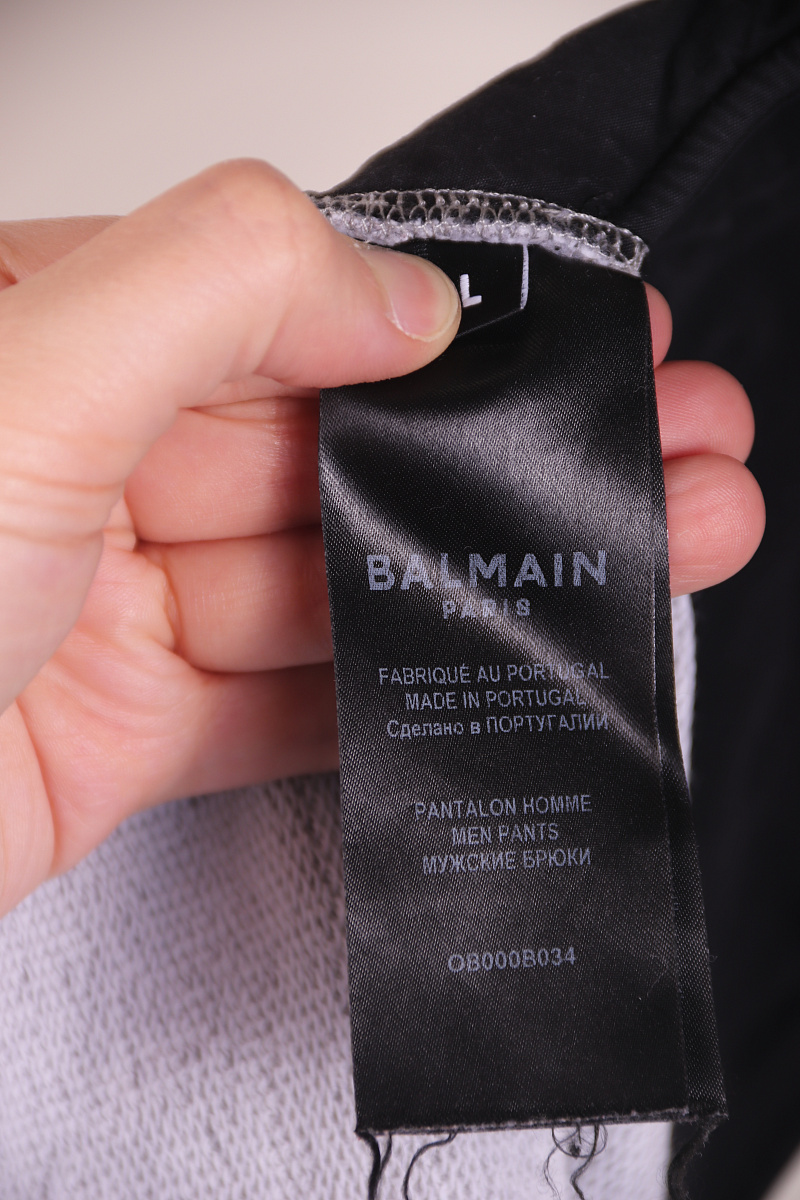 L
BALMAIN
PARIS
FABRIQUÉ AU PORTUGAL
MADE IN PORTUGAL
Сделано в ПОРТУГАЛИИ
PANTALON HOMME
MEN PANTS
МУЖСКИЕ БРЮКИ
OB000B034